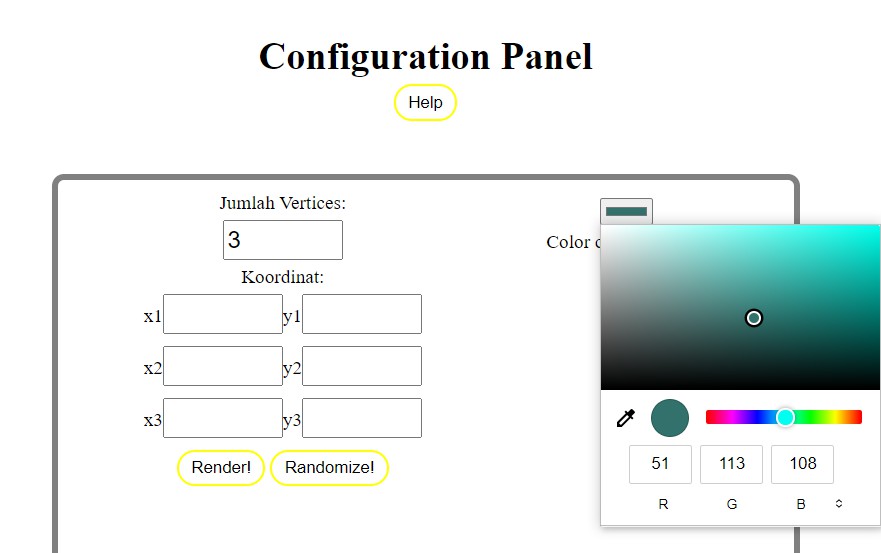 Configuration Panel
Help
Jumlah Vertices:
3
Koordinat:
x1 y1
x2 y2
x3 y3
Render! Randomize!
Color
51 113 108
R G B